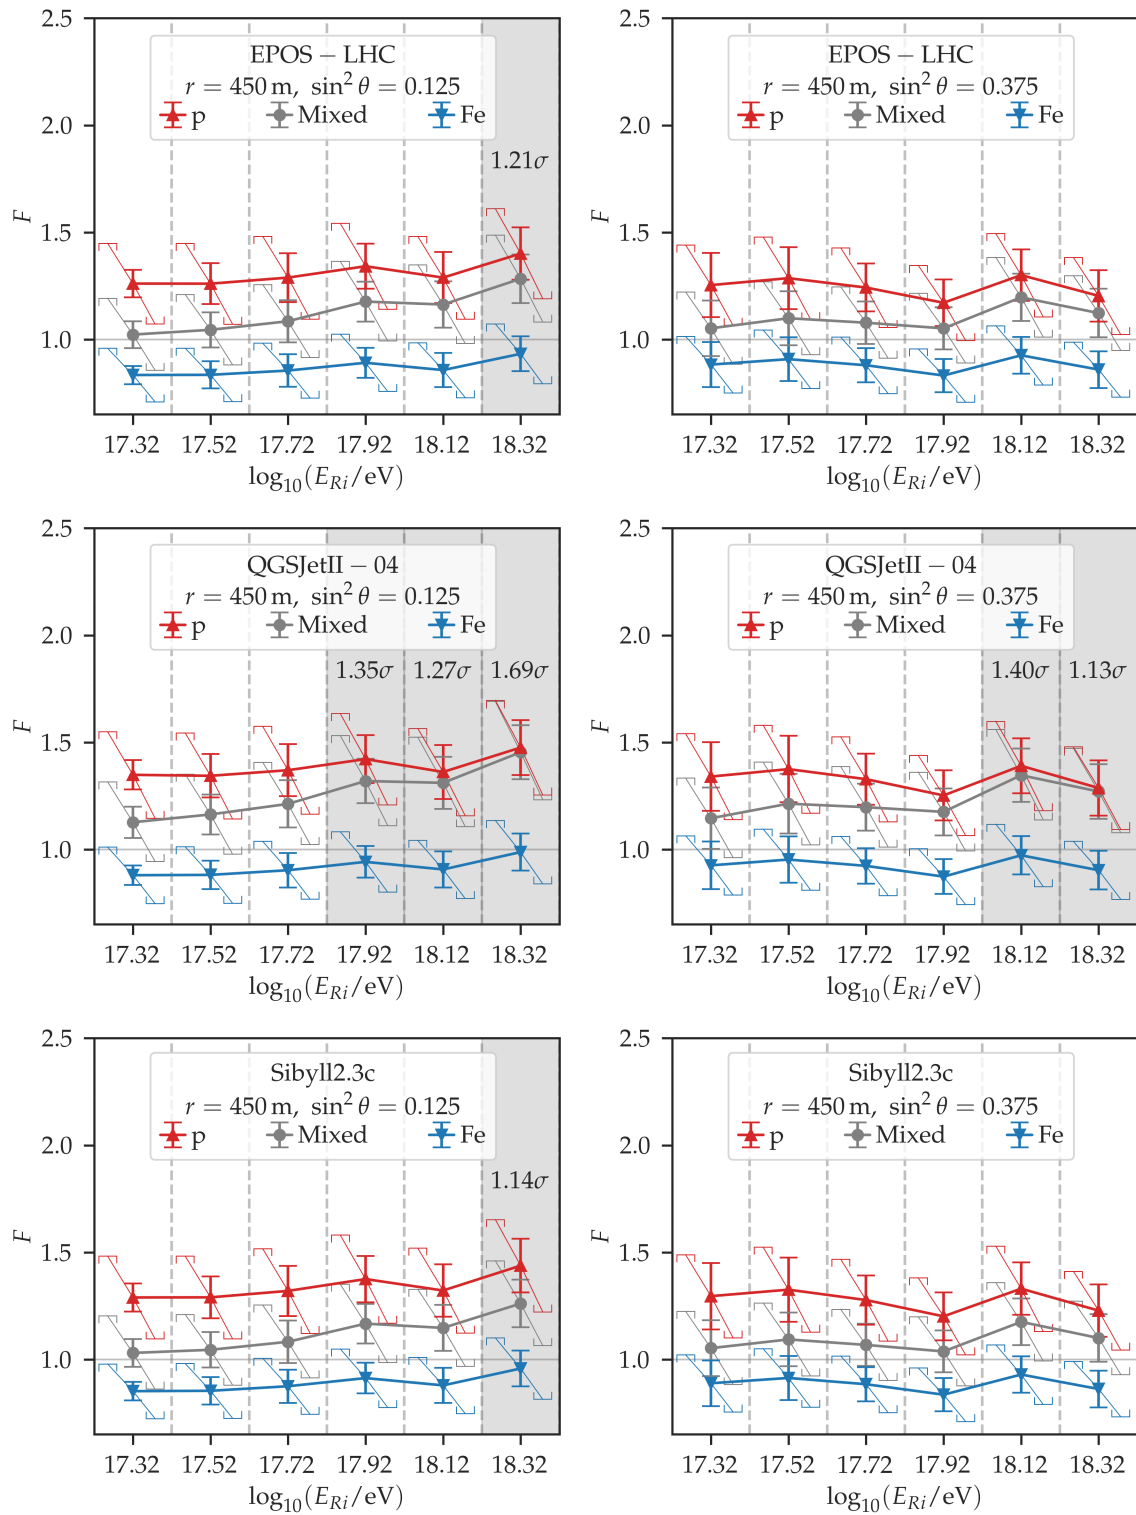 2.5
EPOS − LHC
r = 450 m, sin² θ = 0.125
p Mixed Fe
2.0
1.21σ
1.5
1.0
F
17.32 17.52 17.72 17.92 18.12 18.32
log₁₀(E_Ri/eV)
2.5
EPOS − LHC
r = 450 m, sin² θ = 0.375
p Mixed Fe
2.0
1.5
1.0
F
17.32 17.52 17.72 17.92 18.12 18.32
log₁₀(E_Ri/eV)
2.5
QGSJetII − 04
r = 450 m, sin² θ = 0.125
p Mixed Fe
2.0
1.35σ 1.27σ 1.69σ
1.5
1.0
F
17.32 17.52 17.72 17.92 18.12 18.32
log₁₀(E_Ri/eV)
2.5
QGSJetII − 04
r = 450 m, sin² θ = 0.375
p Mixed Fe
2.0
1.40σ 1.13σ
1.5
1.0
F
17.32 17.52 17.72 17.92 18.12 18.32
log₁₀(E_Ri/eV)
2.5
Sibyll2.3c
r = 450 m, sin² θ = 0.125
p Mixed Fe
2.0
1.14σ
1.5
1.0
F
17.32 17.52 17.72 17.92 18.12 18.32
log₁₀(E_Ri/eV)
2.5
Sibyll2.3c
r = 450 m, sin² θ = 0.375
p Mixed Fe
2.0
1.5
1.0
F
17.32 17.52 17.72 17.92 18.12 18.32
log₁₀(E_Ri/eV)